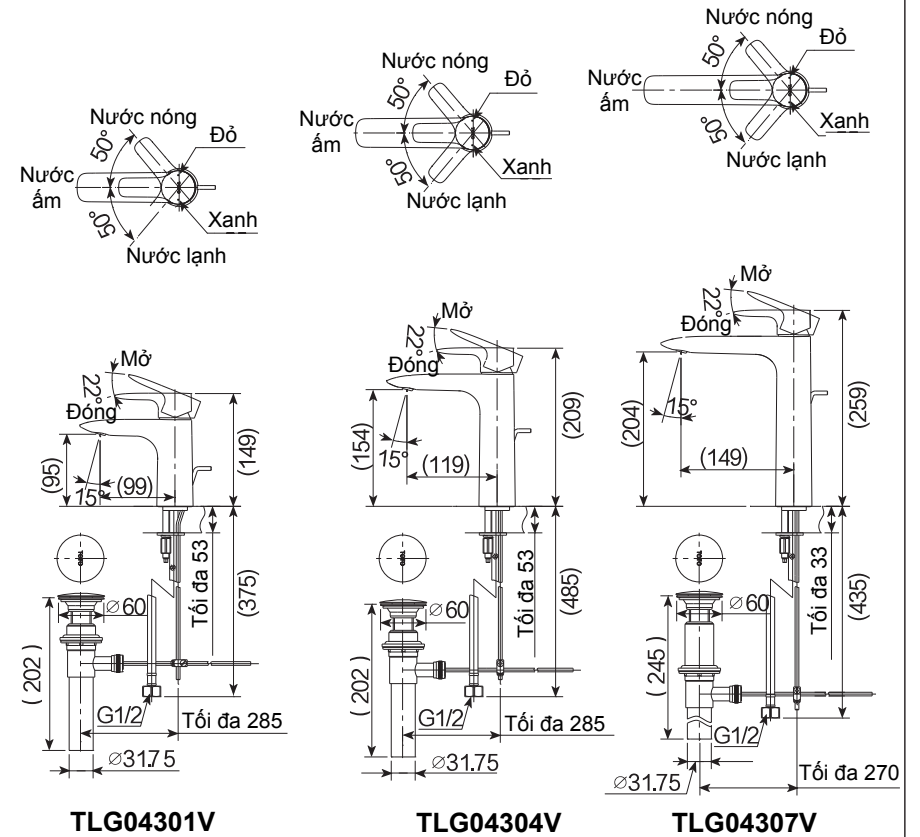 Nước nóng
50°
Đỏ
Nước
ấm
50°
Xanh
Nước lạnh
Mở
22°
Đóng
(95)
15°
(99)
(149)
Tối đa 53
(375)
TOTO
⌀60
( 202 )
G1/2
Tối đa 285
⌀31.75
TLG04301V
Nước nóng
50°
Đỏ
Nước
ấm
50°
Xanh
Nước lạnh
Mở
22°
Đóng
(154)
15°
(119)
(209)
Tối đa 53
(485)
TOTO
⌀60
(202 )
G1/2
Tối đa 285
⌀31.75
TLG04304V
Nước nóng
50°
Đỏ
Nước
ấm
50°
Xanh
Nước lạnh
Mở
22°
Đóng
(204)
15°
(149)
(259)
Tối đa 33
(435)
TOTO
⌀60
( 245 )
G1/2
⌀31.75
Tối đa 270
TLG04307V